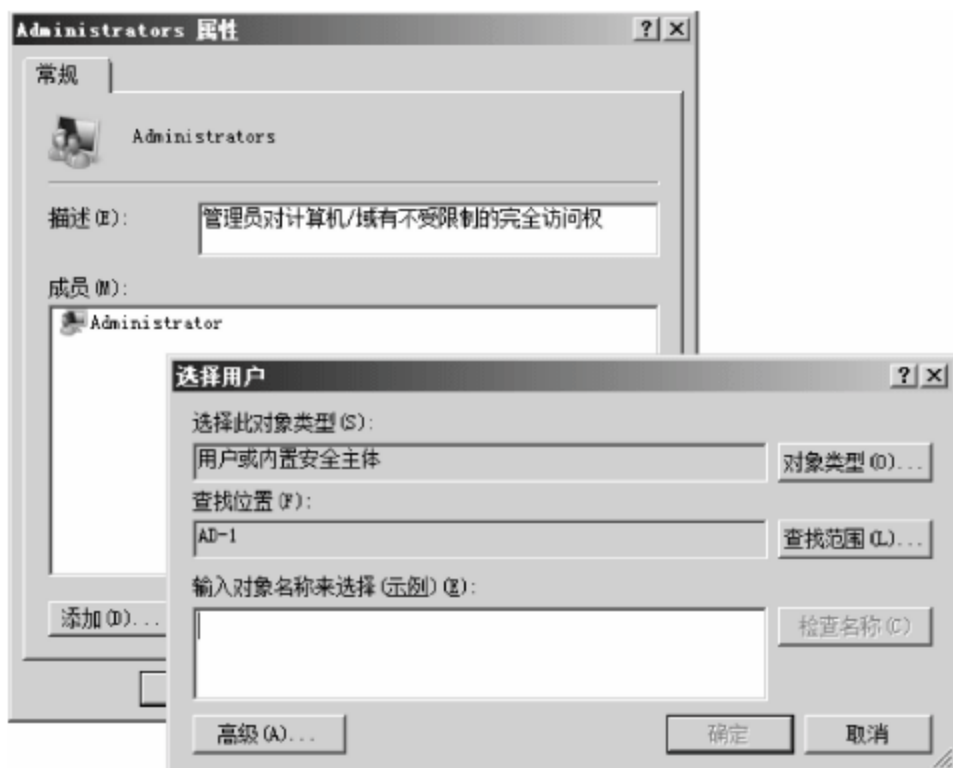 Administrators 属性
常规
Administrators
描述(E):
管理员对计算机/域有不受限制的完全访问权
成员(M):
Administrator
添加(D)...
选择用户
选择此对象类型(S):
用户或内置安全主体
对象类型(O)...
查找位置(F):
AD-1
查找范围(L)...
输入对象名称来选择(示例)(E):
检查名称(C)
高级(A)...
确定
取消